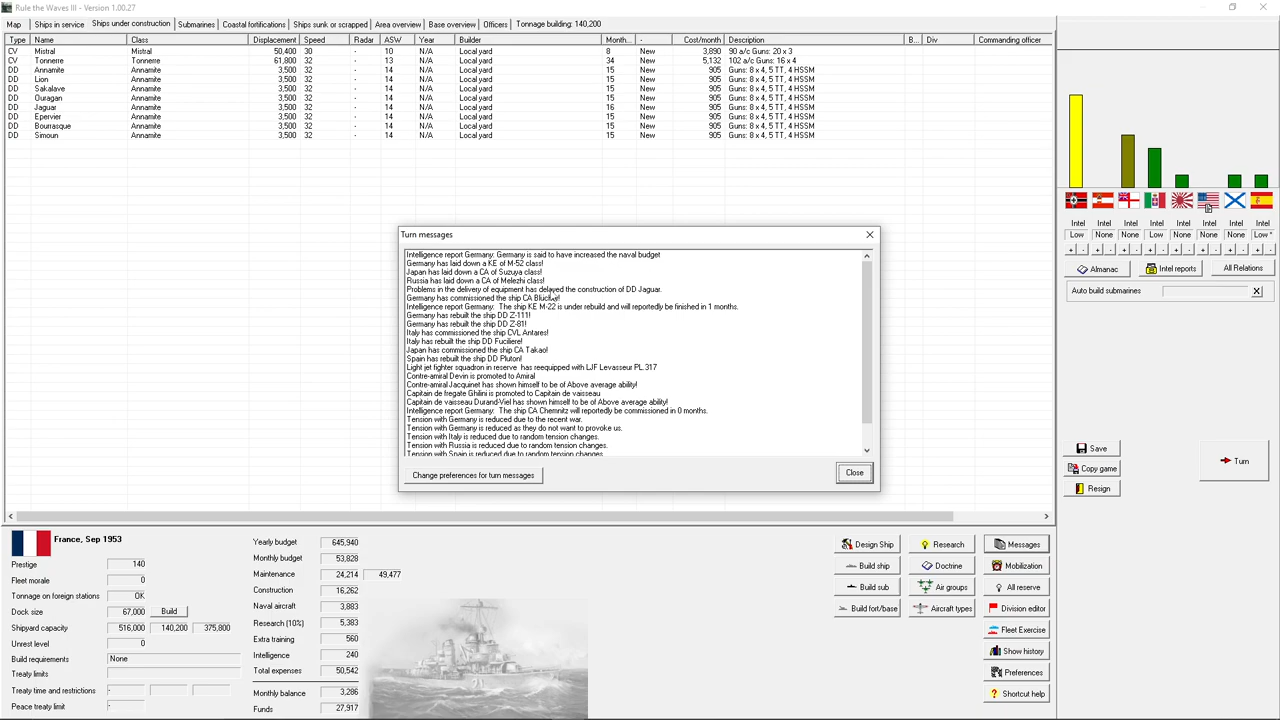 Rule the Waves III - Version 1.00.27
Map Ships in service Ships under construction Submarines Coastal fortifications Ships sunk or scrapped Area overview Base overview Officers Tonnage building: 140,200
Type Name Class Displacement Speed Radar ASW Year Builder Month... - Cost/month Description B... Div Commanding officer
CV Mistral Mistral 50,400 30 - 10 N/A Local yard 8 New 3,890 90 a/c Guns: 20 x 3
CV Tonnerre Tonnerre 61,800 32 - 13 N/A Local yard 34 New 5,132 102 a/c Guns: 16 x 4
DD Annamite Annamite 3,500 32 - 14 N/A Local yard 15 New 905 Guns: 8 x 4, 5 TT, 4 HSSM
DD Lion Annamite 3,500 32 - 14 N/A Local yard 15 New 905 Guns: 8 x 4, 5 TT, 4 HSSM
DD Sakalave Annamite 3,500 32 - 14 N/A Local yard 15 New 905 Guns: 8 x 4, 5 TT, 4 HSSM
DD Ouragan Annamite 3,500 32 - 14 N/A Local yard 15 New 905 Guns: 8 x 4, 5 TT, 4 HSSM
DD Jaguar Annamite 3,500 32 - 14 N/A Local yard 16 New 905 Guns: 8 x 4, 5 TT, 4 HSSM
DD Epervier Annamite 3,500 32 - 14 N/A Local yard 15 New 905 Guns: 8 x 4, 5 TT, 4 HSSM
DD Bourrasque Annamite 3,500 32 - 14 N/A Local yard 15 New 905 Guns: 8 x 4, 5 TT, 4 HSSM
DD Simoun Annamite 3,500 32 - 14 N/A Local yard 15 New 905 Guns: 8 x 4, 5 TT, 4 HSSM
Intel Intel Intel Intel Intel Intel Intel Intel
Low None None Low None None None Low *
+ - + - + - + - + - + - + - + -
Almanac Intel reports All Relations
Auto build submarines
Turn messages
Intelligence report Germany: Germany is said to have increased the naval budget
Germany has laid down a KE of M-52 class!
Japan has laid down a CA of Suzuya class!
Russia has laid down a CA of Melezhi class!
Problems in the delivery of equipment has delayed the construction of DD Jaguar.
Germany has commissioned the ship CA Blücher!
Intelligence report Germany: The ship KE M-22 is under rebuild and will reportedly be finished in 1 months.
Germany has rebuilt the ship DD Z-111!
Germany has rebuilt the ship DD Z-81!
Italy has commissioned the ship CVL Antares!
Italy has rebuilt the ship DD Fuciliere!
Japan has commissioned the ship CA Takao!
Spain has rebuilt the ship DD Pluton!
Light jet fighter squadron in reserve has reequipped with LJF Levasseur PL.317
Contre-amiral Devin is promoted to Amiral
Contre-amiral Jacquinet has shown himself to be of Above average ability!
Capitain de fregate Ghilini is promoted to Capitain de vaisseau
Capitain de vaisseau Durand-Viel has shown himself to be of Above average ability!
Intelligence report Germany: The ship CA Chemnitz will reportedly be commissioned in 0 months.
Tension with Germany is reduced due to the recent war.
Tension with Germany is reduced as they do not want to provoke us.
Tension with Italy is reduced due to random tension changes.
Tension with Russia is reduced due to random tension changes.
Tension with Spain is reduced due to random tension changes
Change preferences for turn messages Close
Save
Copy game
Resign
Turn
France, Sep 1953
Prestige 140
Fleet morale 0
Tonnage on foreign stations OK
Dock size 67,000 Build
Shipyard capacity 516,000 140,200 375,800
Unrest level 0
Build requirements None
Treaty limits
Treaty time and restrictions -
Peace treaty limit -
Yearly budget 645,940
Monthly budget 53,828
Maintenance 24,214 49,477
Construction 16,262
Naval aircraft 3,883
Research (10%) 5,383
Extra training 560
Intelligence 240
Total expenses 50,542
Monthly balance 3,286
Funds 27,917
Design Ship Research Messages
Build ship Doctrine Mobilization
Build sub Air groups All reserve
Build fort/base Aircraft types Division editor
Fleet Exercise
Show history
Preferences
Shortcut help